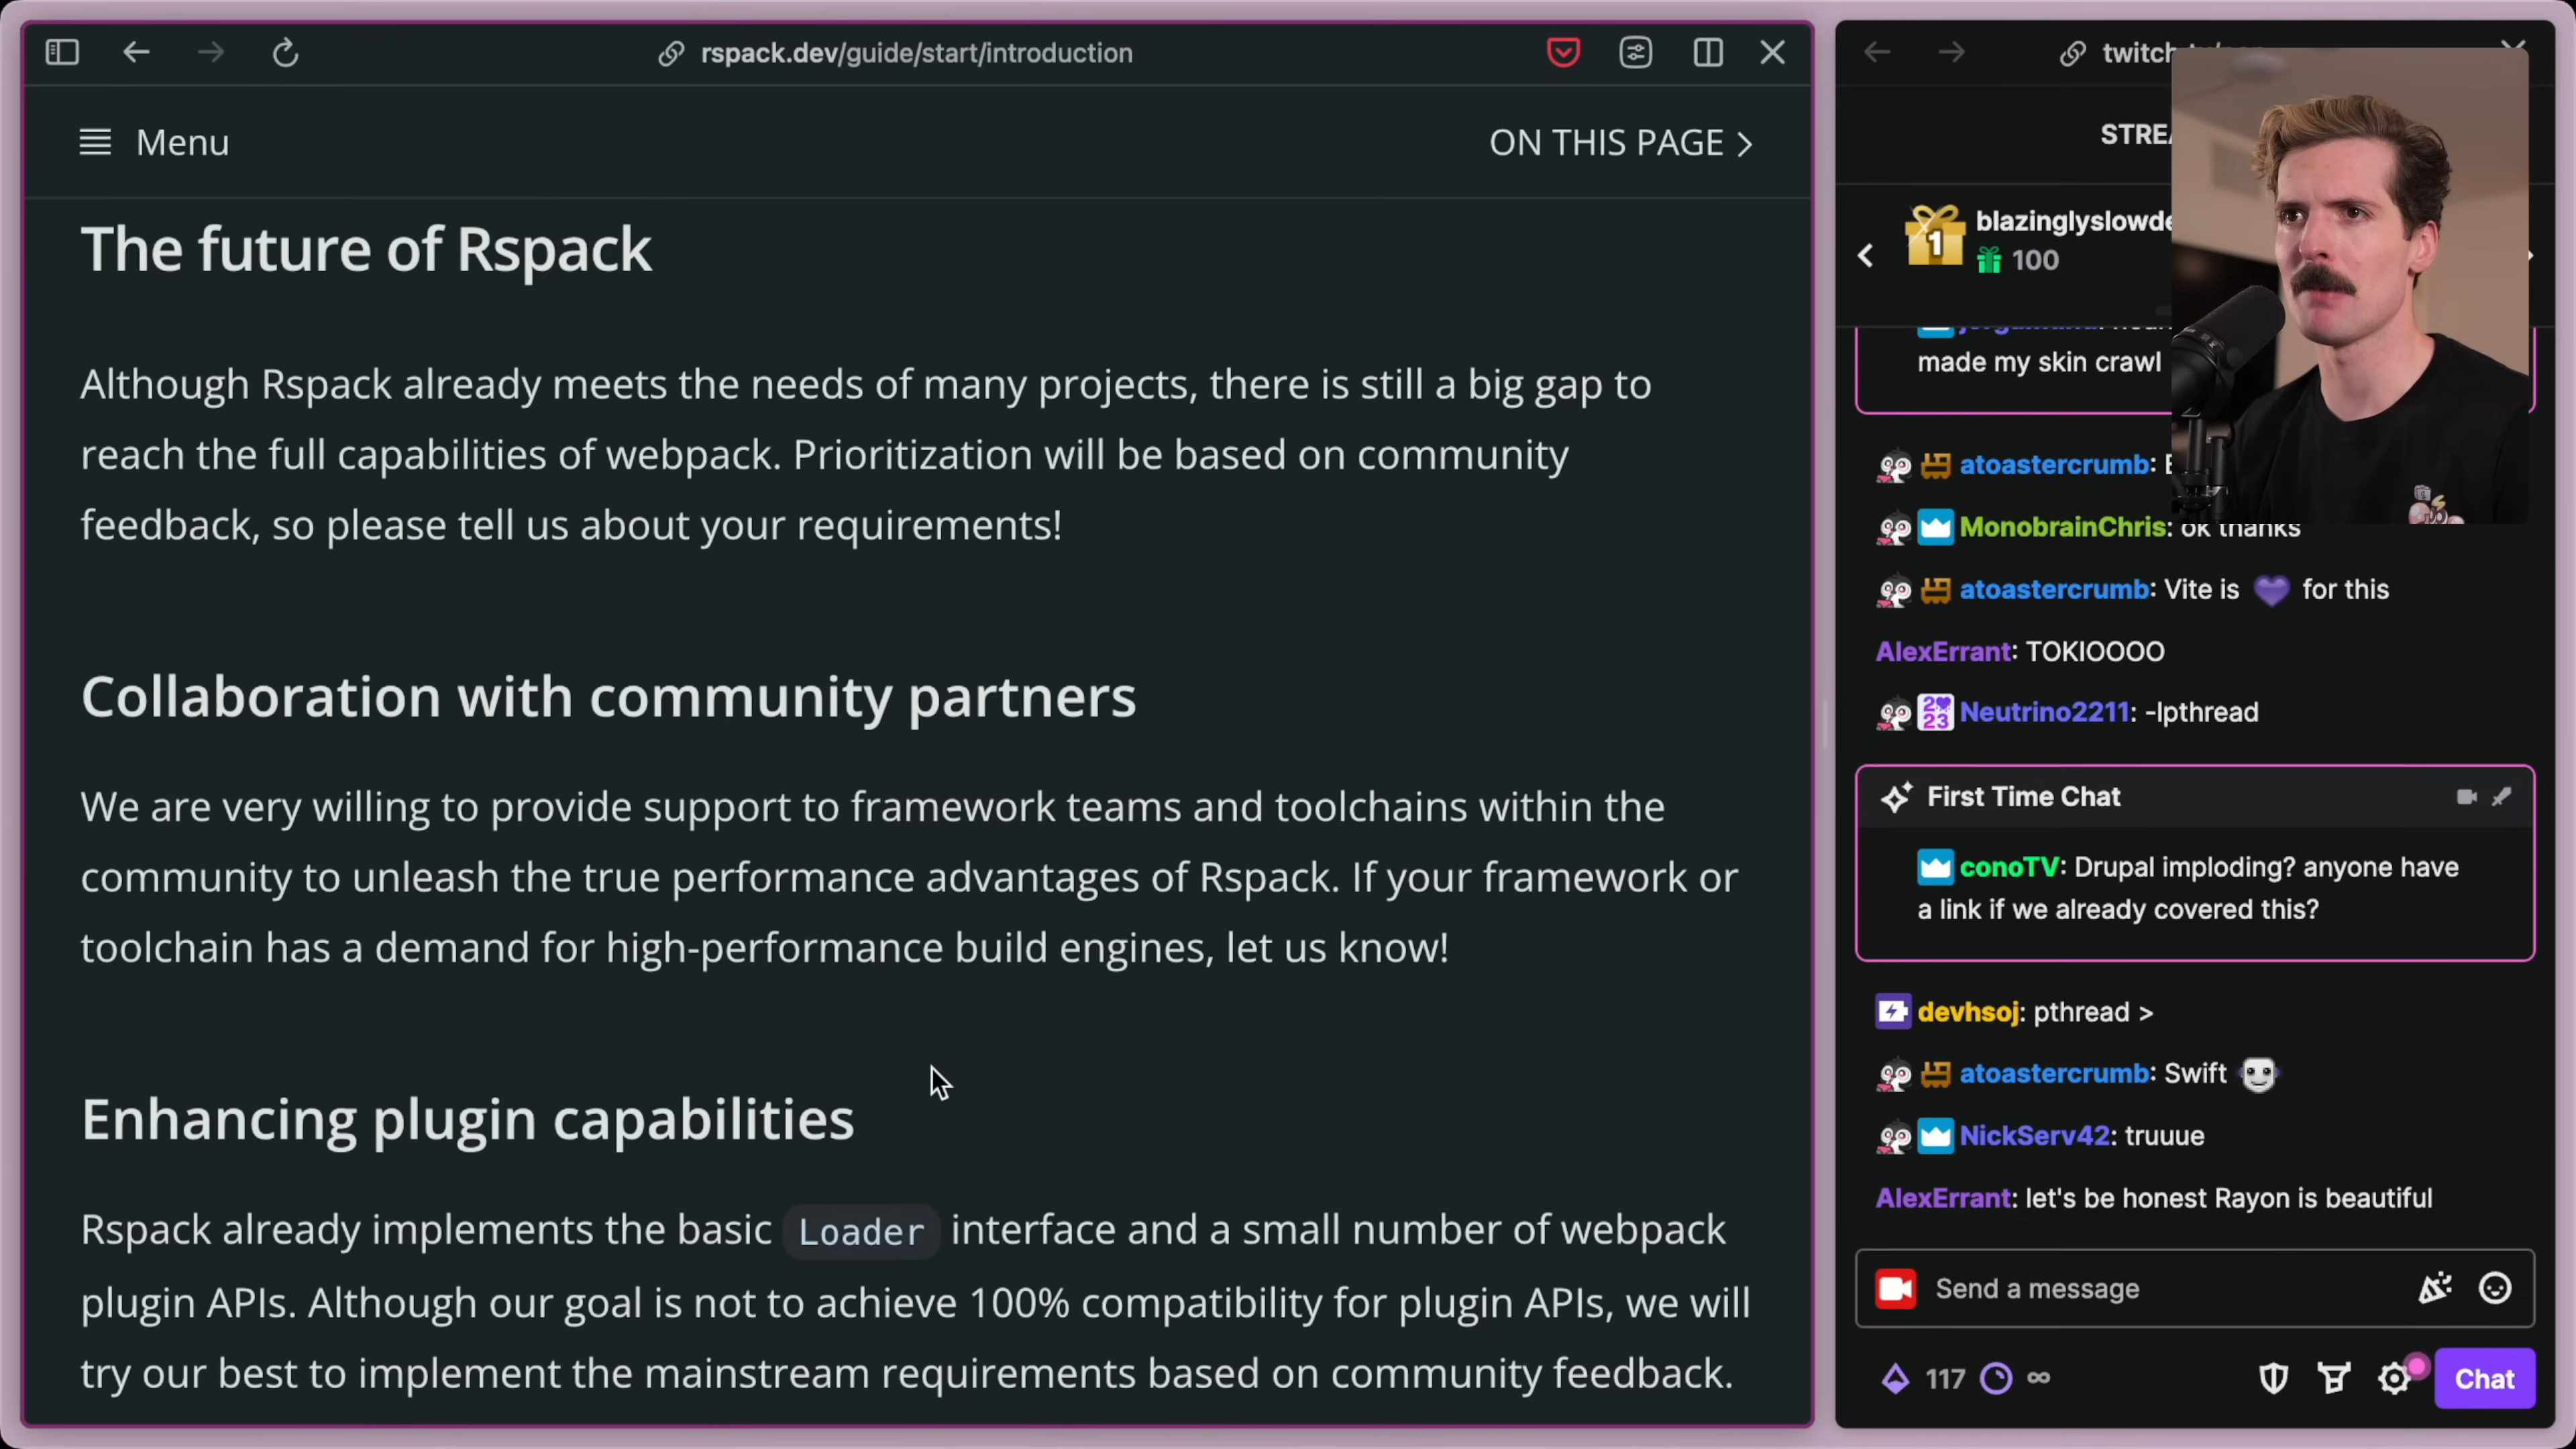 rspack.dev/guide/start/introduction
Menu
ON THIS PAGE
The future of Rspack
Although Rspack already meets the needs of many projects, there is still a big gap to
reach the full capabilities of webpack. Prioritization will be based on community
feedback, so please tell us about your requirements!
Collaboration with community partners
We are very willing to provide support to framework teams and toolchains within the
community to unleash the true performance advantages of Rspack. If your framework or
toolchain has a demand for high-performance build engines, let us know!
Enhancing plugin capabilities
Rspack already implements the basic Loader interface and a small number of webpack
plugin APIs. Although our goal is not to achieve 100% compatibility for plugin APIs, we will
try our best to implement the mainstream requirements based on community feedback.
twitch
STREA
1
blazinglyslowde
100
made my skin crawl
atoastercrumb:
MonobrainChris: ok thanks
atoastercrumb: Vite is 💜 for this
AlexErrant: TOKIOOOO
Neutrino2211: -lpthread
First Time Chat
conoTV: Drupal imploding? anyone have
a link if we already covered this?
devhsoj: pthread >
atoastercrumb: Swift
NickServ42: truuue
AlexErrant: let's be honest Rayon is beautiful
Send a message
117 ∞
Chat